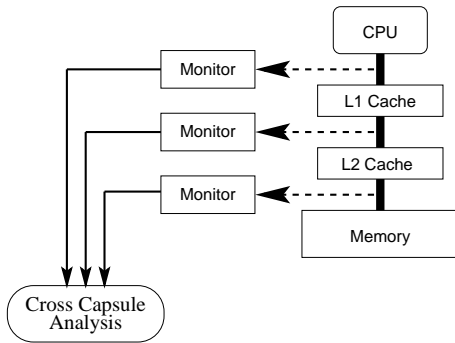 CPU
Monitor
L1 Cache
Monitor
L2 Cache
Monitor
Memory
Cross Capsule
Analysis